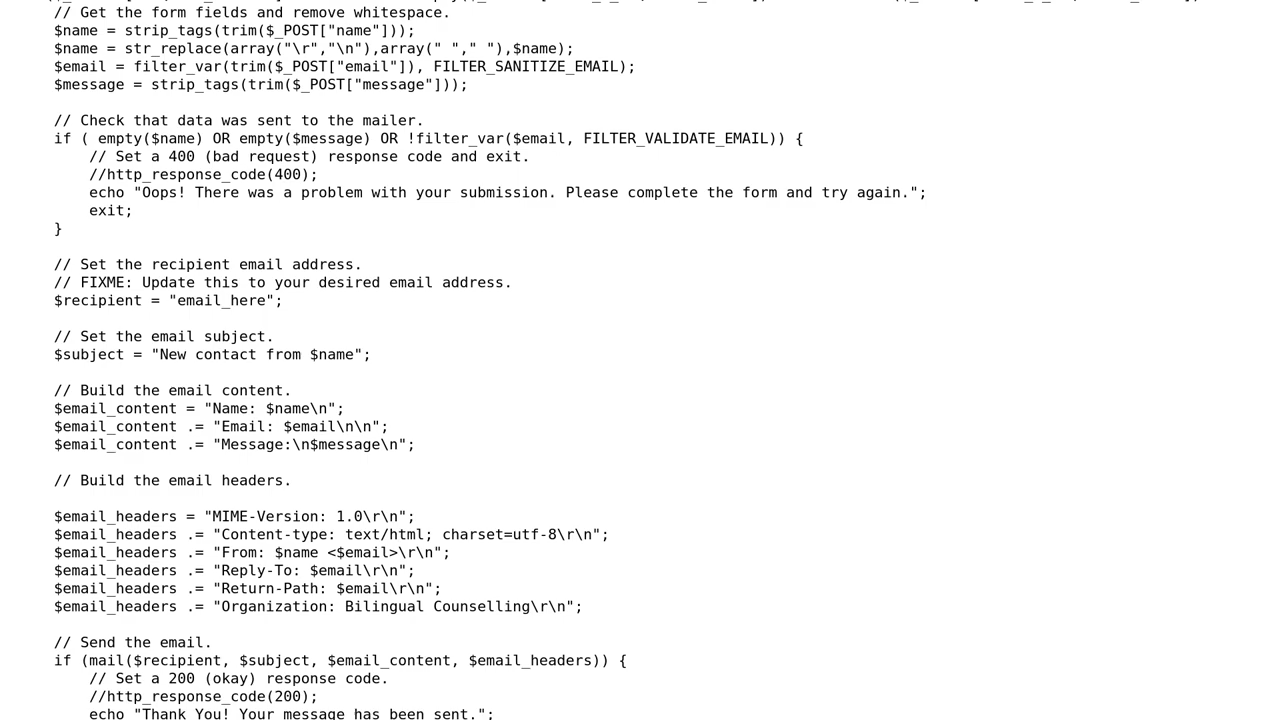 // Get the form fields and remove whitespace.
$name = strip_tags(trim($_POST["name"]));
$name = str_replace(array("\r","\n"),array(" "," "),$name);
$email = filter_var(trim($_POST["email"]), FILTER_SANITIZE_EMAIL);
$message = strip_tags(trim($_POST["message"]));
// Check that data was sent to the mailer.
if ( empty($name) OR empty($message) OR !filter_var($email, FILTER_VALIDATE_EMAIL)) {
// Set a 400 (bad request) response code and exit.
//http_response_code(400);
echo "Oops! There was a problem with your submission. Please complete the form and try again.";
exit;
}
// Set the recipient email address.
// FIXME: Update this to your desired email address.
$recipient = "email_here";
// Set the email subject.
$subject = "New contact from $name";
// Build the email content.
$email_content = "Name: $name\n";
$email_content .= "Email: $email\n\n";
$email_content .= "Message:\n$message\n";
// Build the email headers.
$email_headers = "MIME-Version: 1.0\r\n";
$email_headers .= "Content-type: text/html; charset=utf-8\r\n";
$email_headers .= "From: $name <$email>\r\n";
$email_headers .= "Reply-To: $email\r\n";
$email_headers .= "Return-Path: $email\r\n";
$email_headers .= "Organization: Bilingual Counselling\r\n";
// Send the email.
if (mail($recipient, $subject, $email_content, $email_headers)) {
// Set a 200 (okay) response code.
//http_response_code(200);
echo "Thank You! Your message has been sent.";